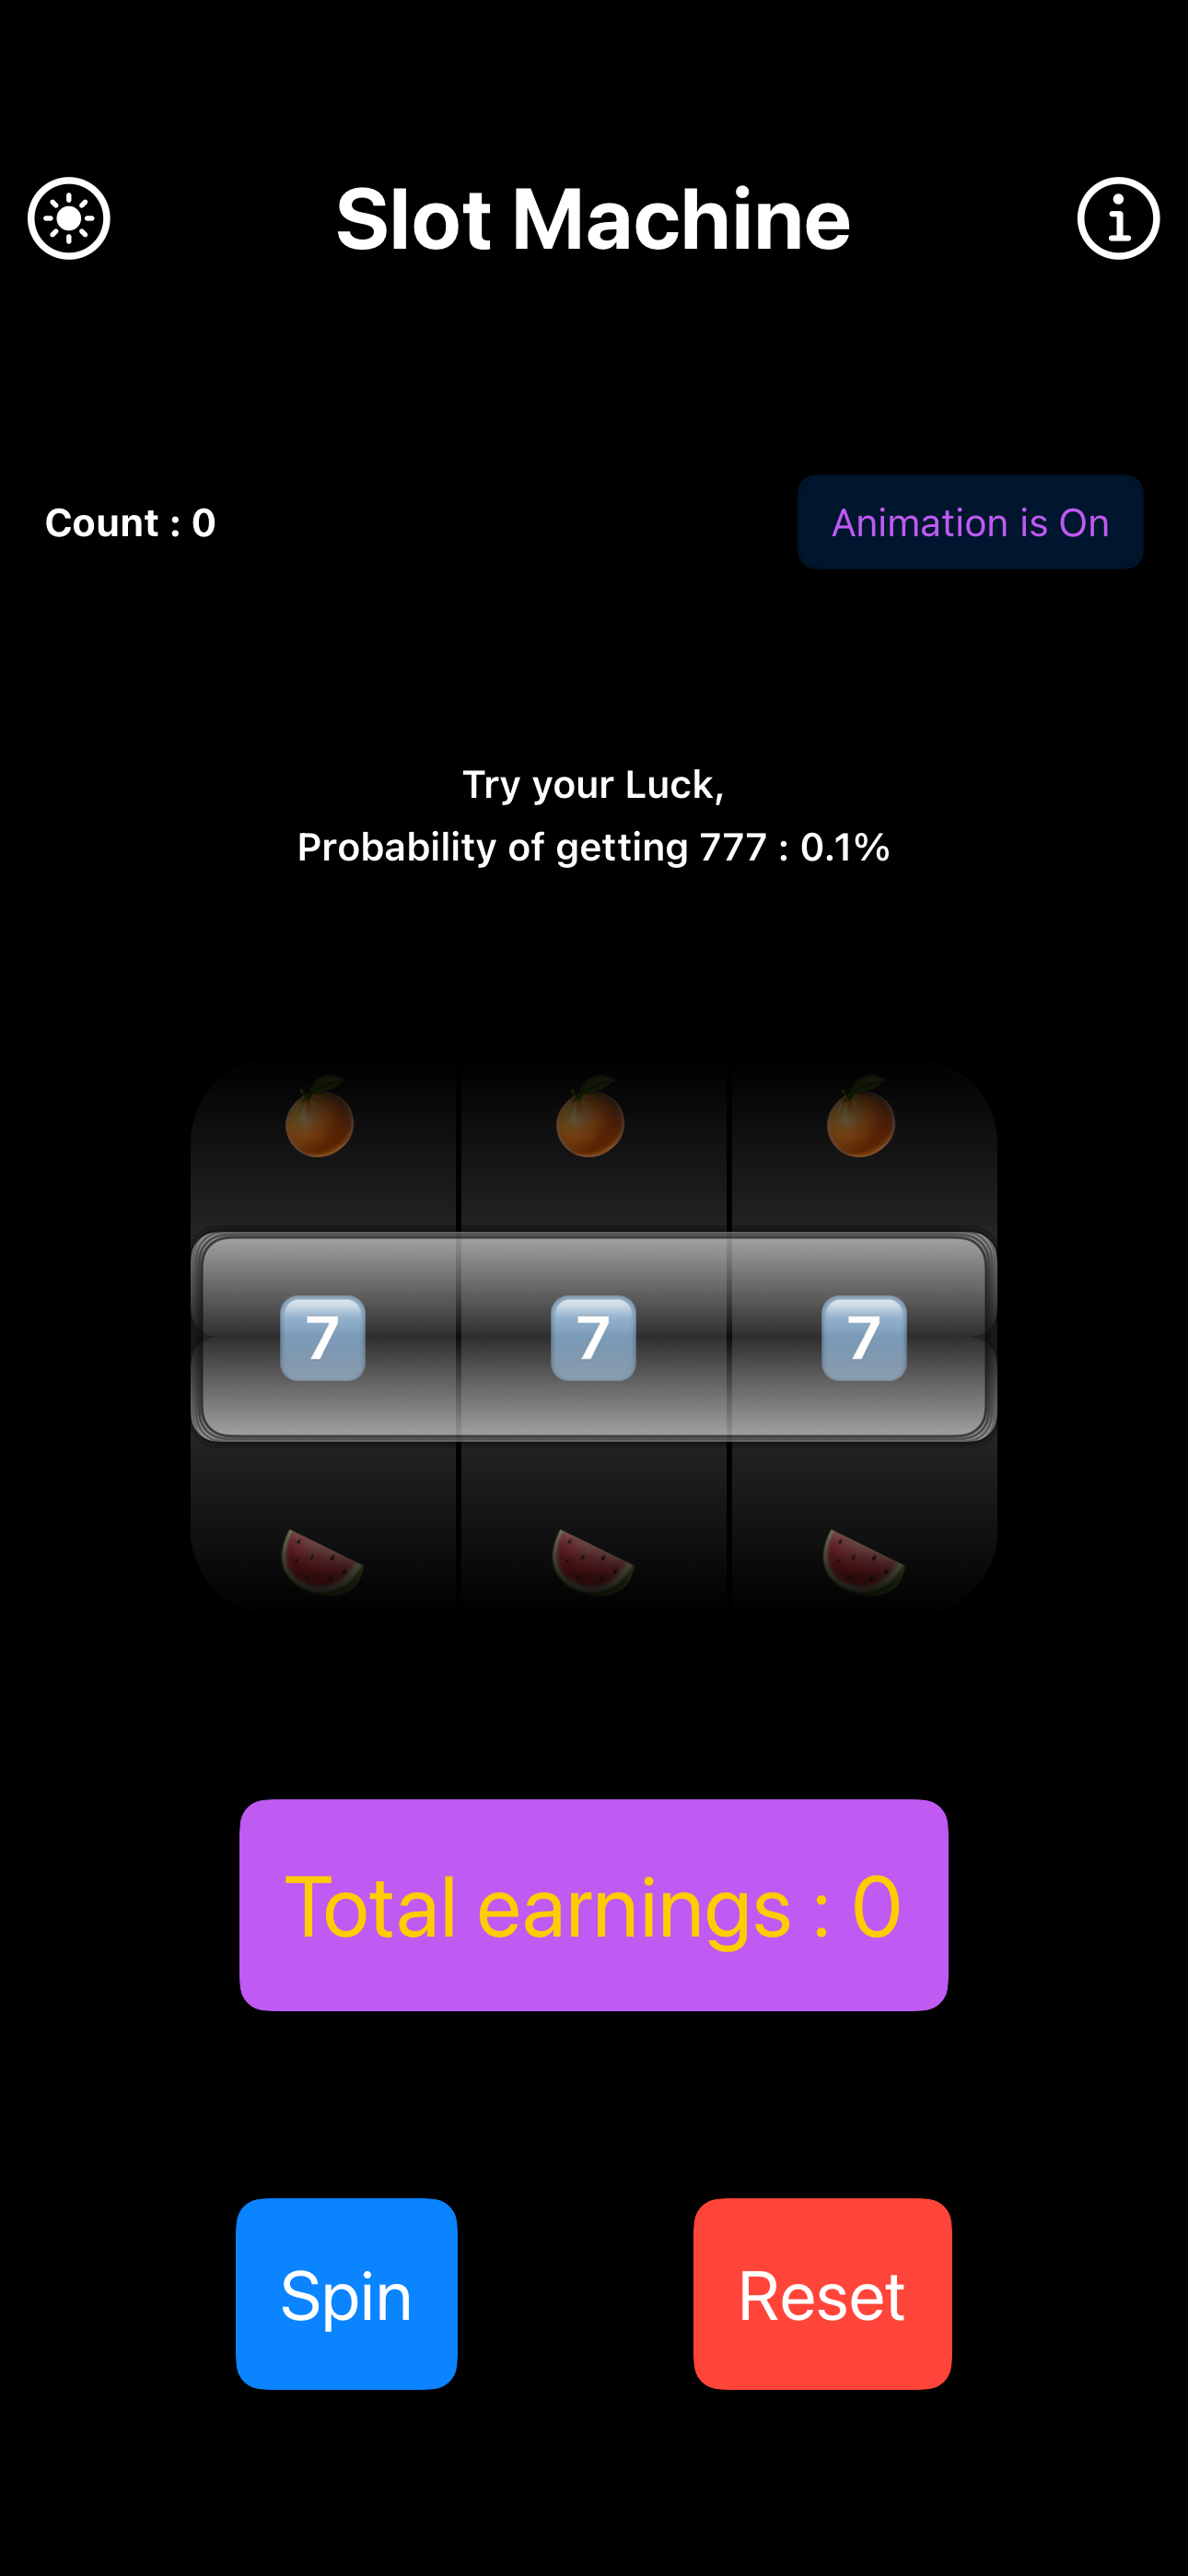 Slot Machine
Count : 0
Animation is On
Try your Luck,
Probability of getting 777 : 0.1%
7 7 7
Total earnings : 0
Spin
Reset